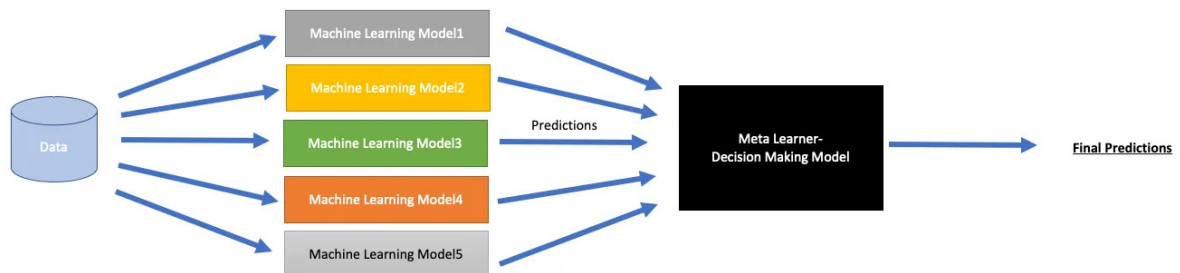 Data
Machine Learning Model1
Machine Learning Model2
Machine Learning Model3
Machine Learning Model4
Machine Learning Model5
Predictions
Meta Learner-
Decision Making Model
Final Predictions